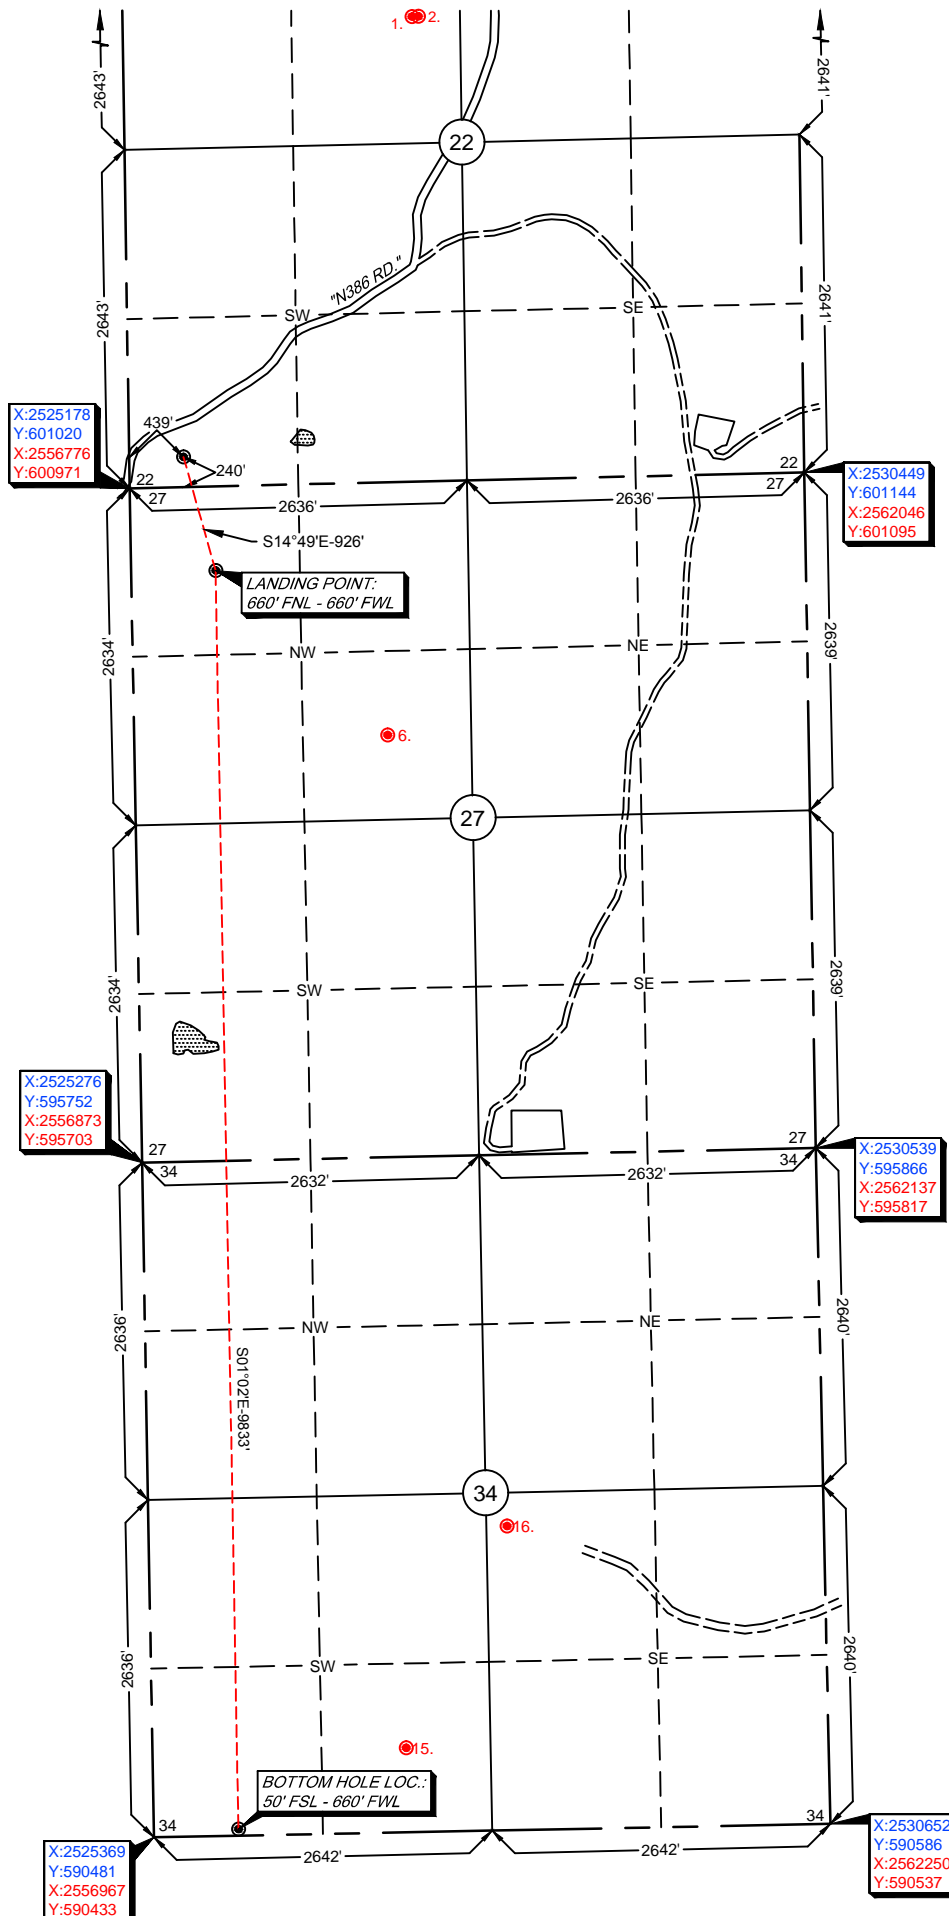 1.
2.
2643'
2641'
22
"N386 RD."
SW
SE
2643'
2641'
X:2525178
Y:601020
X:2556776
Y:600971
439'
240'
22
27
2636'
2636'
22
27
X:2530449
Y:601144
X:2562046
Y:601095
S14°49'E-926'
LANDING POINT:
660' FNL - 660' FWL
2634'
NW
NE
2639'
6.
27
2634'
SW
SE
2639'
X:2525276
Y:595752
X:2556873
Y:595703
27
34
2632'
2632'
27
34
X:2530539
Y:595866
X:2562137
Y:595817
2636'
NW
NE
2640'
S01°02'E-9833'
34
16.
2636'
SW
SE
2640'
15.
BOTTOM HOLE LOC.:
50' FSL - 660' FWL
34
2642'
2642'
34
X:2525369
Y:590481
X:2556967
Y:590433
X:2530652
Y:590586
X:2562250
Y:590537